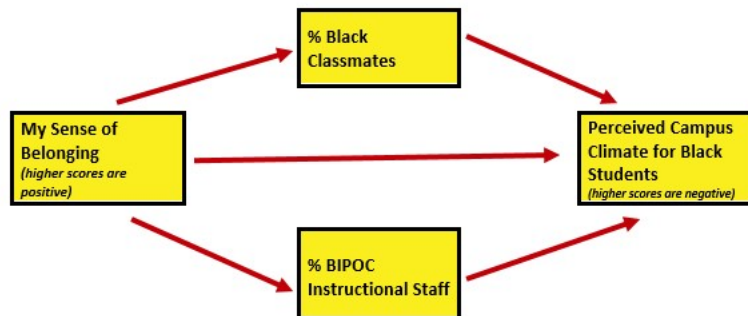 % Black
Classmates
My Sense of
Belonging
(higher scores are
positive)
Perceived Campus
Climate for Black
Students
(higher scores are negative)
% BIPOC
Instructional Staff